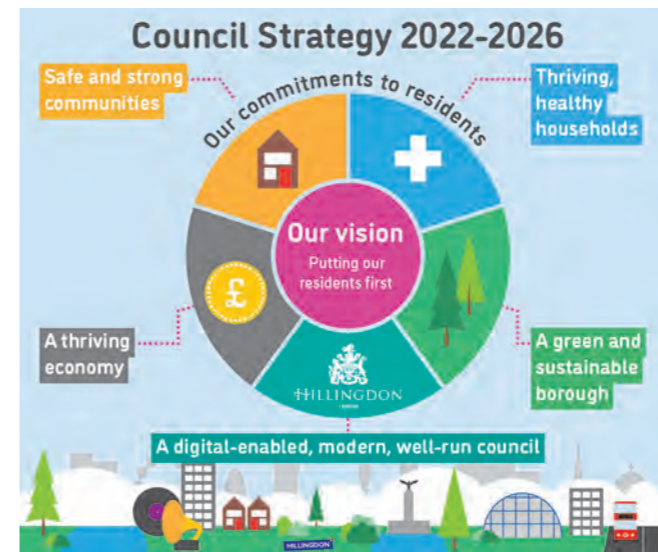 Council Strategy 2022-2026
Our commitments to residents
Safe and strong
communities
Thriving,
healthy
households
Our vision
Putting our
residents first
£
A thriving
economy
A green and
sustainable
borough
HILLINGDON
LONDON
A digital-enabled, modern, well-run council
HILLINGDON